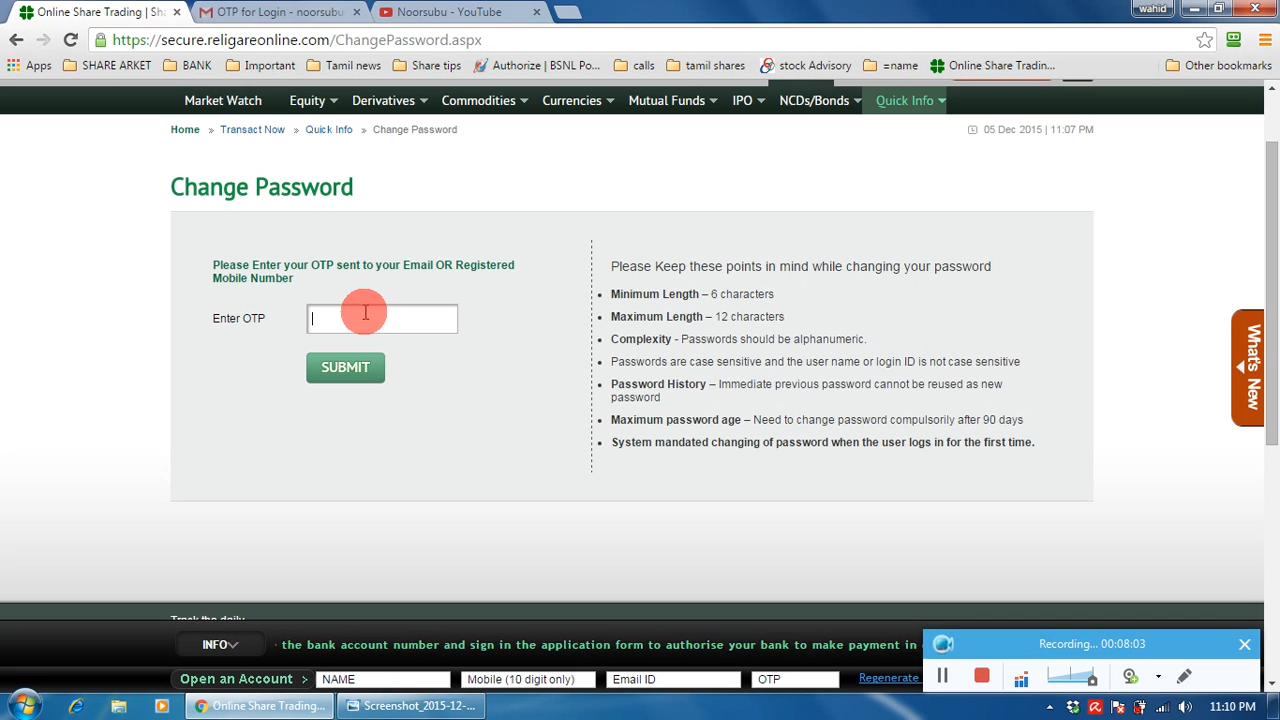 Online Share Trading | Sha
OTP for Login - noorsubu
Noorsubu - YouTube
wahid
https://secure.religareonline.com/ChangePassword.aspx
Apps SHARE ARKET BANK Important Tamil news Share tips Authorize | BSNL Po... calls tamil shares stock Advisory =name Online Share Tradin... Other bookmarks
Market Watch Equity Derivatives Commodities Currencies Mutual Funds IPO NCDs/Bonds Quick Info
Home » Transact Now » Quick Info » Change Password
05 Dec 2015 | 11:07 PM
Change Password
Please Enter your OTP sent to your Email OR Registered
Mobile Number
Enter OTP
SUBMIT
Please Keep these points in mind while changing your password
Minimum Length – 6 characters
Maximum Length – 12 characters
Complexity - Passwords should be alphanumeric.
Passwords are case sensitive and the user name or login ID is not case sensitive
Password History – Immediate previous password cannot be reused as new
password
Maximum password age – Need to change password compulsorily after 90 days
System mandated changing of password when the user logs in for the first time.
What's New
Track the daily
INFO
· the bank account number and sign in the application form to authorise your bank to make payment in
Recording... 00:08:03
Open an Account > NAME Mobile (10 digit only) Email ID OTP Regenerate
Online Share Trading...
Screenshot_2015-12-...
11:10 PM